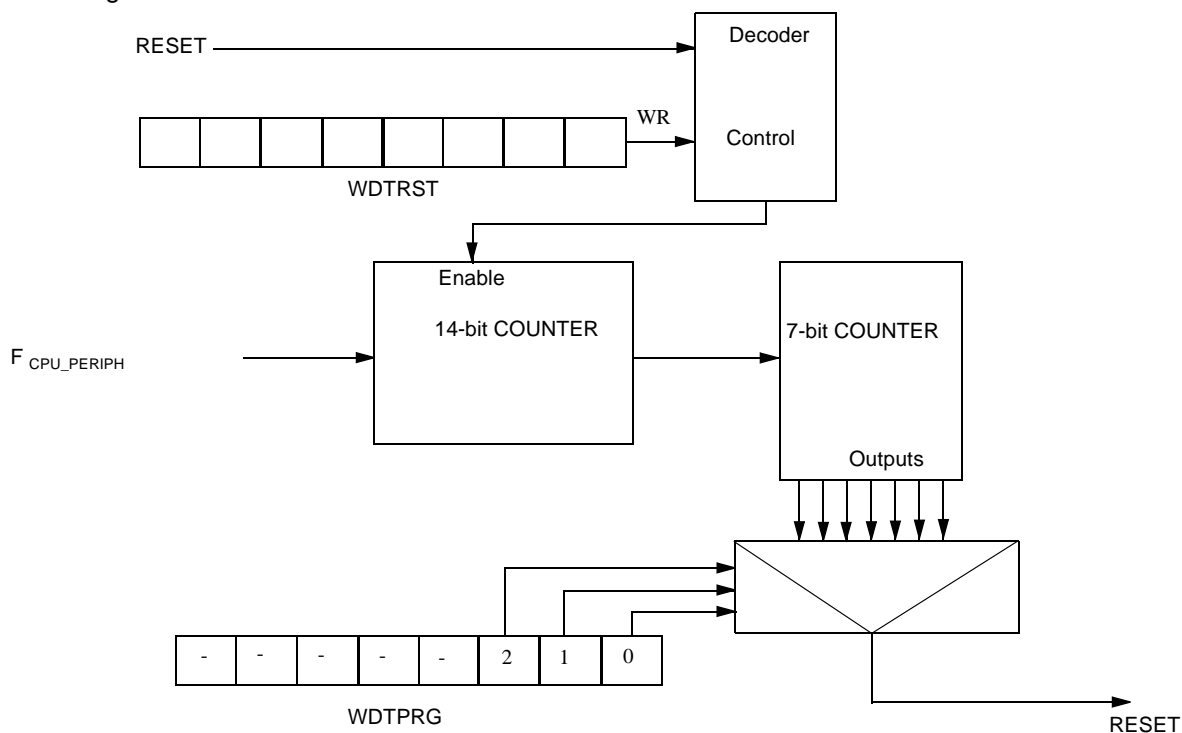 RESET
Decoder
WR
Control
WDTRST
Enable
14-bit COUNTER
7-bit COUNTER
F CPU_PERIPH
Outputs
- - - - - 2 1 0
WDTPRG
RESET